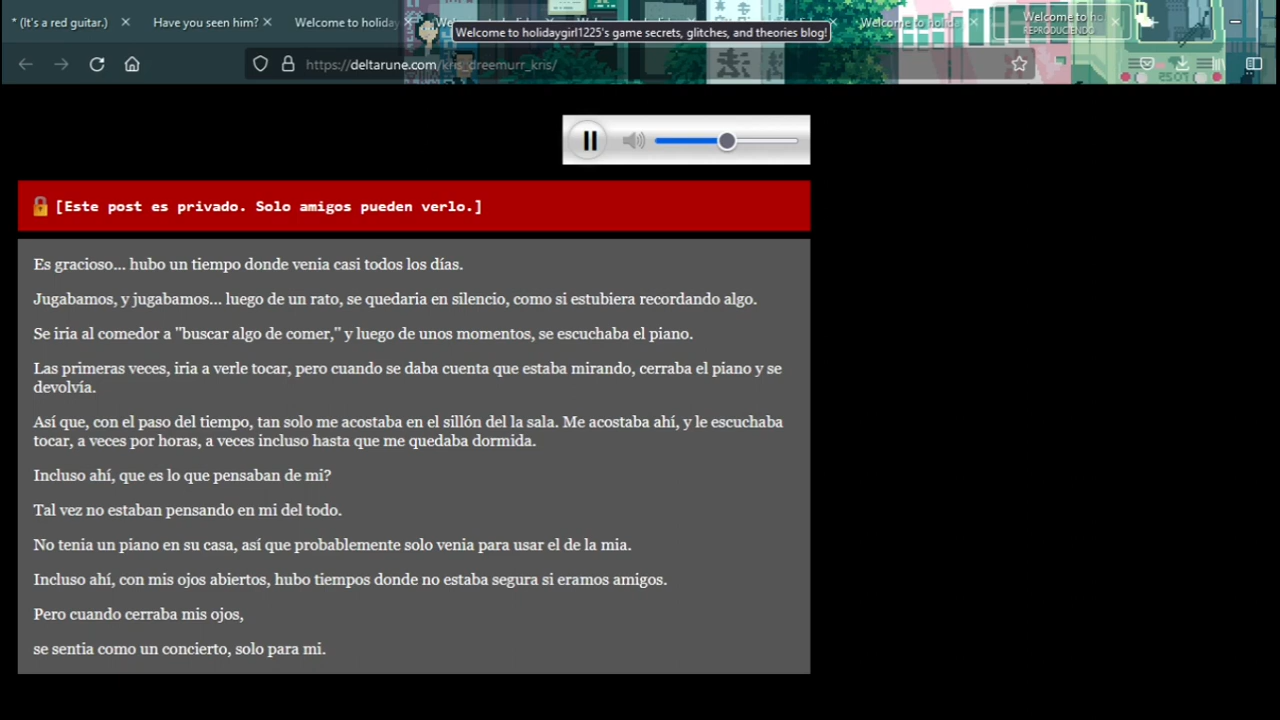 * (It's a red guitar.)
Have you seen him?
Welcome to holiday
Welcome to ho
REPRODUCIENDO
Welcome to holidaygirl1225's game secrets, glitches, and theories blog!
https://deltarune.com/kris_dreemurr_kris/
[Este post es privado. Solo amigos pueden verlo.]
Es gracioso... hubo un tiempo donde venia casi todos los días.
Jugabamos, y jugabamos... luego de un rato, se quedaria en silencio, como si estubiera recordando algo.
Se iria al comedor a "buscar algo de comer," y luego de unos momentos, se escuchaba el piano.
Las primeras veces, iria a verle tocar, pero cuando se daba cuenta que estaba mirando, cerraba el piano y se
devolvía.
Así que, con el paso del tiempo, tan solo me acostaba en el sillón del la sala. Me acostaba ahí, y le escuchaba
tocar, a veces por horas, a veces incluso hasta que me quedaba dormida.
Incluso ahí, que es lo que pensaban de mi?
Tal vez no estaban pensando en mi del todo.
No tenia un piano en su casa, así que probablemente solo venia para usar el de la mia.
Incluso ahí, con mis ojos abiertos, hubo tiempos donde no estaba segura si eramos amigos.
Pero cuando cerraba mis ojos,
se sentia como un concierto, solo para mi.